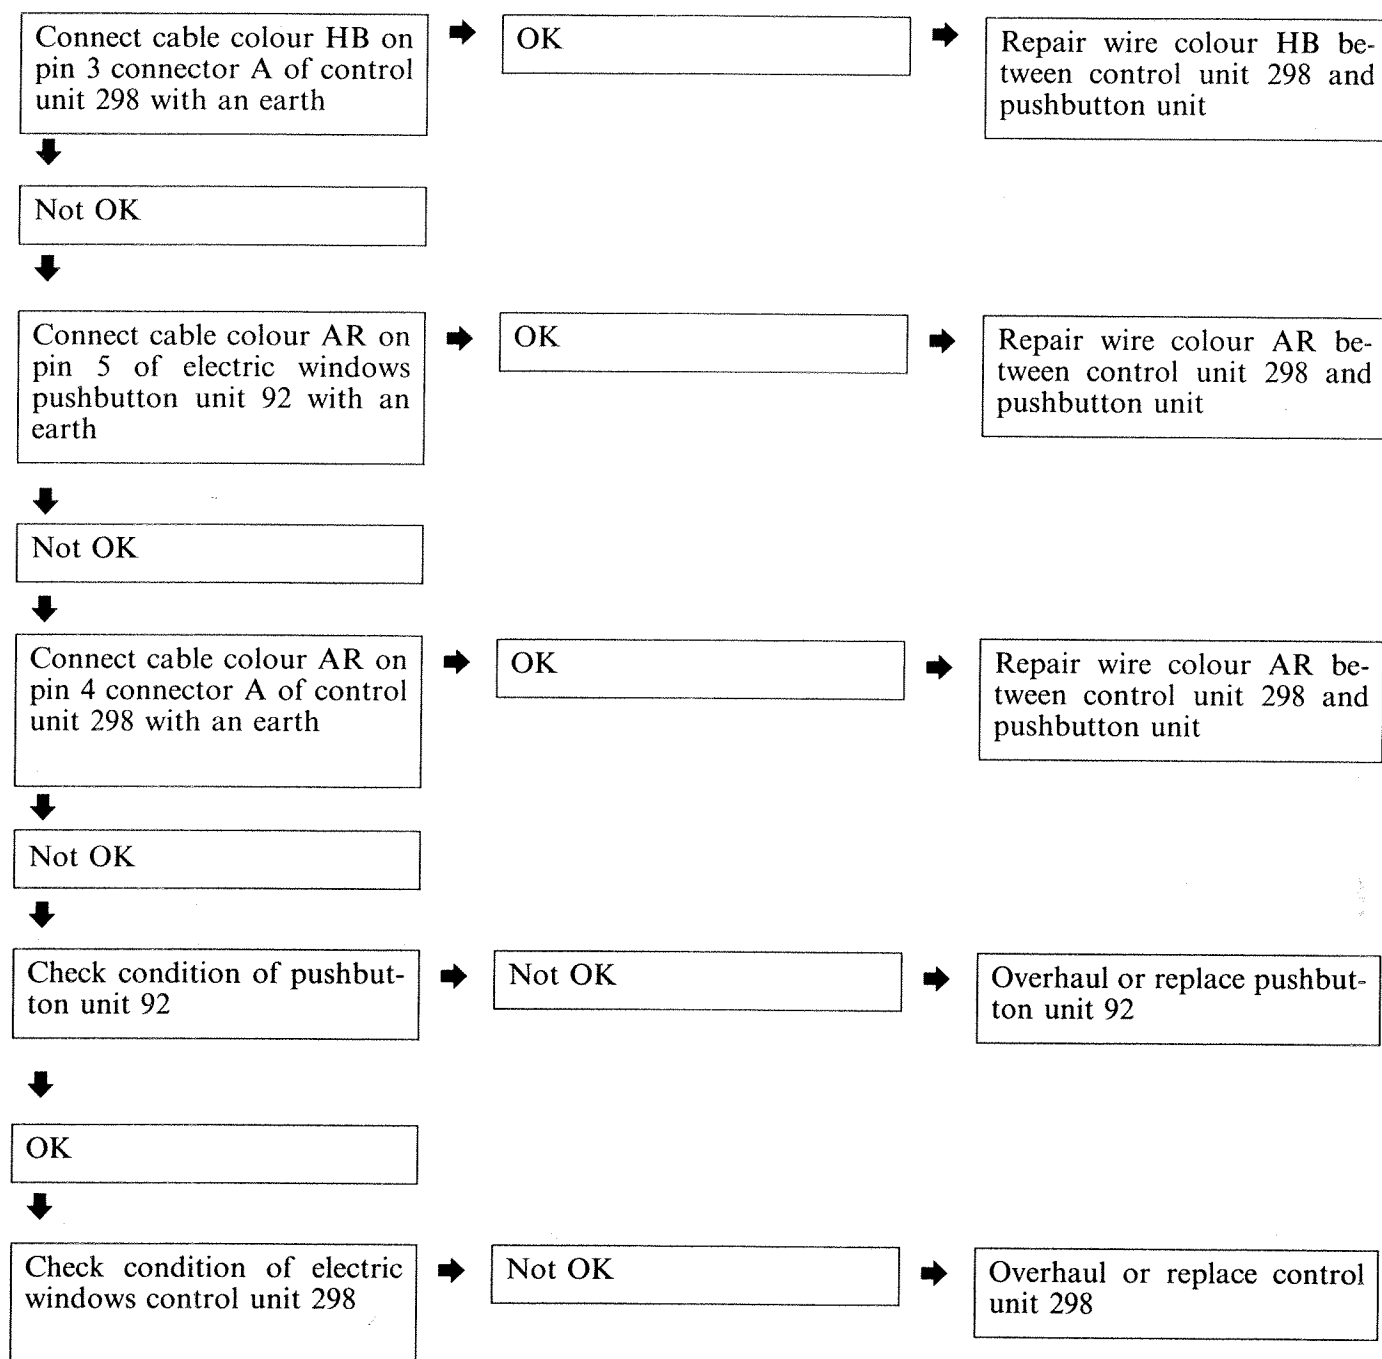 Connect cable colour HB on
pin 3 connector A of control
unit 298 with an earth
OK
Repair wire colour HB be-
tween control unit 298 and
pushbutton unit
Not OK
Connect cable colour AR on
pin 5 of electric windows
pushbutton unit 92 with an
earth
OK
Repair wire colour AR be-
tween control unit 298 and
pushbutton unit
Not OK
Connect cable colour AR on
pin 4 connector A of control
unit 298 with an earth
OK
Repair wire colour AR be-
tween control unit 298 and
pushbutton unit
Not OK
Check condition of pushbut-
ton unit 92
Not OK
Overhaul or replace pushbut-
ton unit 92
OK
Check condition of electric
windows control unit 298
Not OK
Overhaul or replace control
unit 298